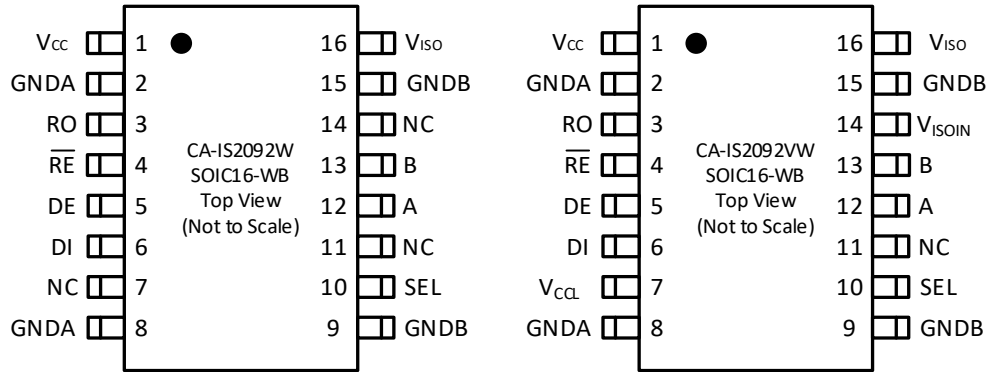 VCC 1 16 VISO
GNDA 2 15 GNDB
RO 3 14 NC
RE 4 13 B
DE 5 12 A
DI 6 11 NC
NC 7 10 SEL
GNDA 8 9 GNDB
CA-IS2092W
SOIC16-WB
Top View
(Not to Scale)
VCC 1 16 VISO
GNDA 2 15 GNDB
RO 3 14 VISOIN
RE 4 13 B
DE 5 12 A
DI 6 11 NC
VCCL 7 10 SEL
GNDA 8 9 GNDB
CA-IS2092VW
SOIC16-WB
Top View
(Not to Scale)